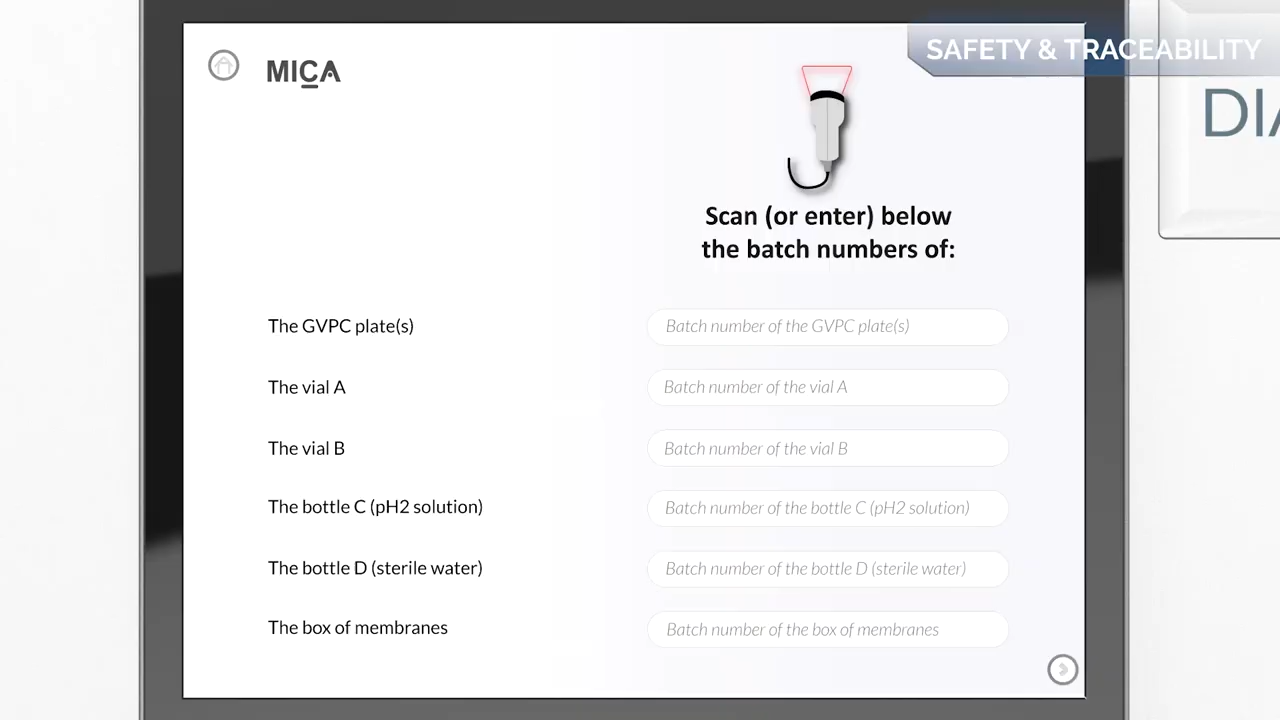 SAFETY & TRACEABILITY
MICA
Scan (or enter) below
the batch numbers of:
The GVPC plate(s)
Batch number of the GVPC plate(s)
The vial A
Batch number of the vial A
The vial B
Batch number of the vial B
The bottle C (pH2 solution)
Batch number of the bottle C (pH2 solution)
The bottle D (sterile water)
Batch number of the bottle D (sterile water)
The box of membranes
Batch number of the box of membranes